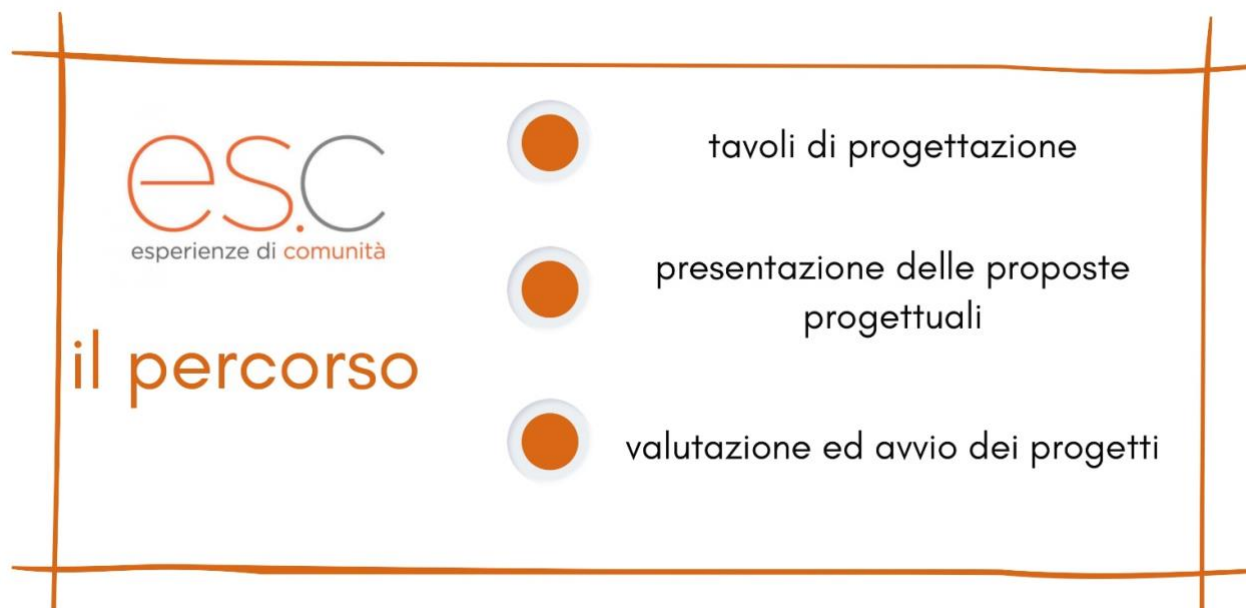 es.c
esperienze di comunità
il percorso
tavoli di progettazione
presentazione delle proposte
progettuali
valutazione ed avvio dei progetti